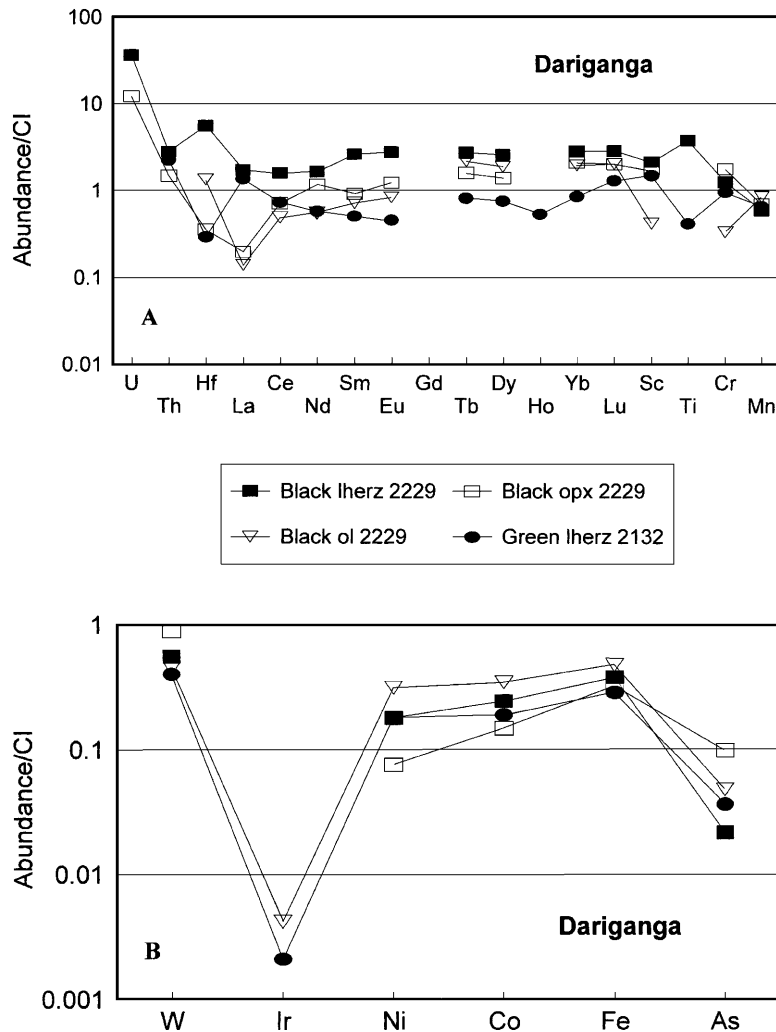 100
Dariganga
10
1
0.1
A
0.01
Abundance/CI
U Hf Ce Sm Gd Dy Yb Sc Cr
Th La Nd Eu Tb Ho Lu Ti Mn
Black lherz 2229 Black opx 2229
Black ol 2229 Green lherz 2132
1
0.1
0.01
Dariganga
B
0.001
Abundance/CI
W Ir Ni Co Fe As